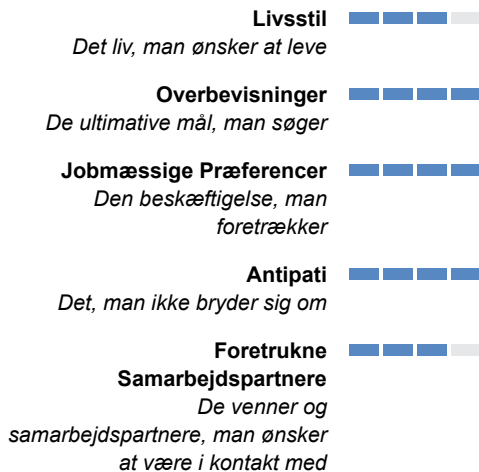 Livsstil
Det liv, man ønsker at leve
Overbevisninger
De ultimative mål, man søger
Jobmæssige Præferencer
Den beskæftigelse, man
foretrækker
Antipati
Det, man ikke bryder sig om
Foretrukne
Samarbejdspartnere
De venner og
samarbejdspartnere, man ønsker
at være i kontakt med